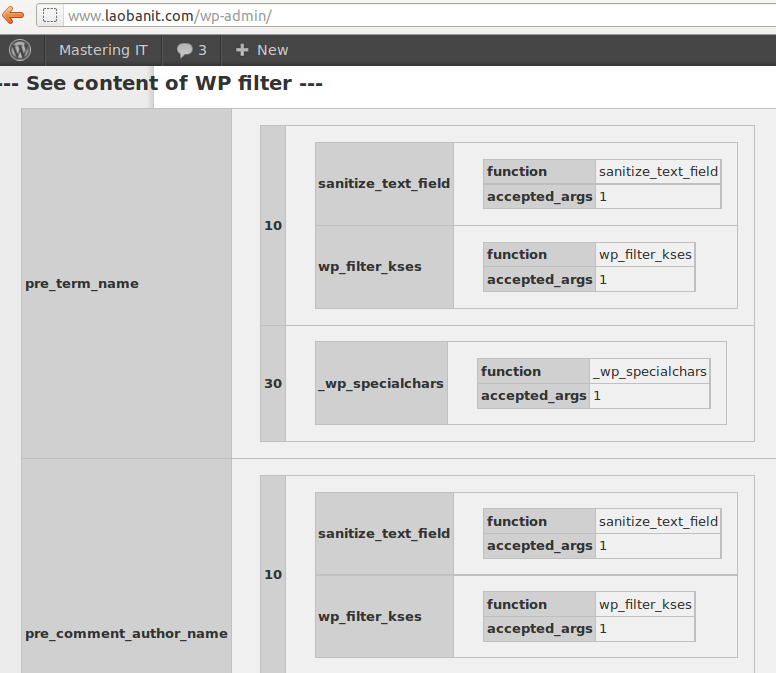 www.laobanit.com/wp-admin/
Mastering IT 3 New
--- See content of WP filter ---
pre_term_name
10
sanitize_text_field
function sanitize_text_field
accepted_args 1
wp_filter_kses
function wp_filter_kses
accepted_args 1
30
_wp_specialchars
function _wp_specialchars
accepted_args 1
pre_comment_author_name
10
sanitize_text_field
function sanitize_text_field
accepted_args 1
wp_filter_kses
function wp_filter_kses
accepted_args 1